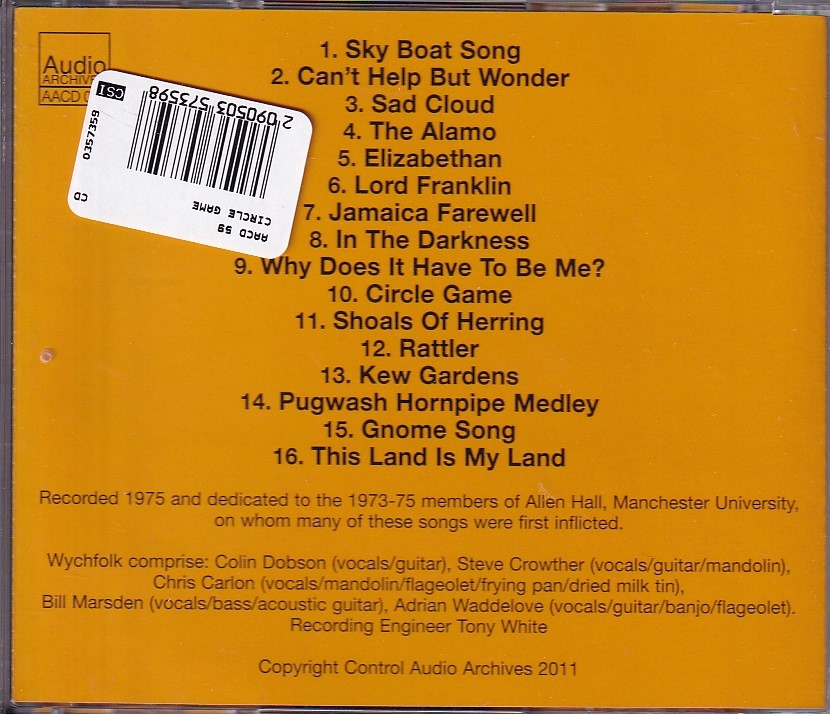 Audio
ARCHIVE
AACD
CSI
2 090503 573598
0357359
CD
CIRCLE GAME
AACD 59
1. Sky Boat Song
2. Can't Help But Wonder
3. Sad Cloud
4. The Alamo
5. Elizabethan
6. Lord Franklin
7. Jamaica Farewell
8. In The Darkness
9. Why Does It Have To Be Me?
10. Circle Game
11. Shoals Of Herring
12. Rattler
13. Kew Gardens
14. Pugwash Hornpipe Medley
15. Gnome Song
16. This Land Is My Land
Recorded 1975 and dedicated to the 1973-75 members of Allen Hall, Manchester University,
on whom many of these songs were first inflicted.
Wychfolk comprise: Colin Dobson (vocals/guitar), Steve Crowther (vocals/guitar/mandolin),
Chris Carlon (vocals/mandolin/flageolet/frying pan/dried milk tin),
Bill Marsden (vocals/bass/acoustic guitar), Adrian Waddelove (vocals/guitar/banjo/flageolet).
Recording Engineer Tony White
Copyright Control Audio Archives 2011